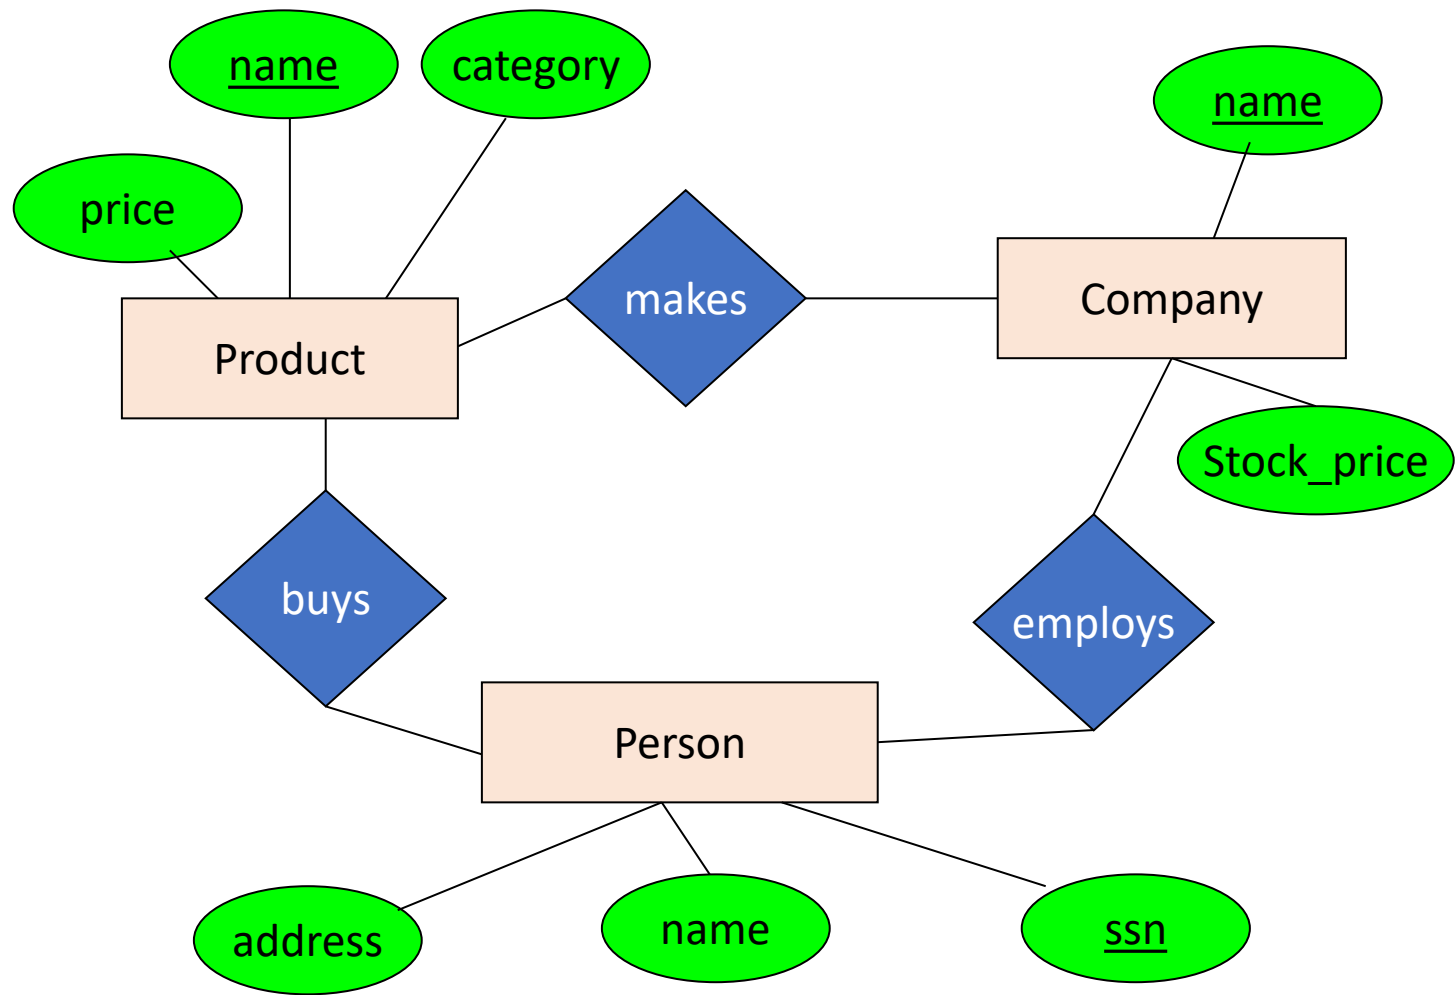 name
category
name
price
makes
Company
Product
Stock_price
buys
employs
Person
address
name
ssn